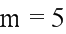 m = 5